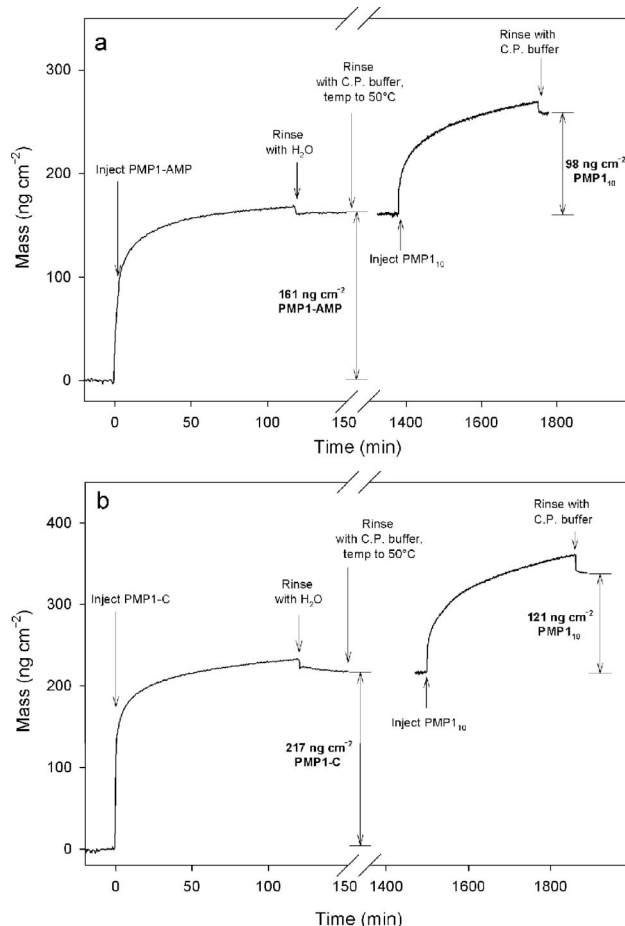 a
Rinse with
C.P. buffer
Rinse
with C.P. buffer,
temp to 50°C
Rinse
with H₂O
Inject PMP1-AMP
98 ng cm⁻²
PMP1₁₀
Inject PMP1₁₀
161 ng cm⁻²
PMP1-AMP
Mass (ng cm⁻²)
300
200
100
0
0 50 100 150 1400 1600 1800
Time (min)
b
Rinse with
C.P. buffer
Rinse
with C.P. buffer,
temp to 50°C
Rinse
with H₂O
Inject PMP1-C
121 ng cm⁻²
PMP1₁₀
Inject PMP1₁₀
217 ng cm⁻²
PMP1-C
Mass (ng cm⁻²)
400
300
200
100
0
0 50 100 150 1400 1600 1800
Time (min)